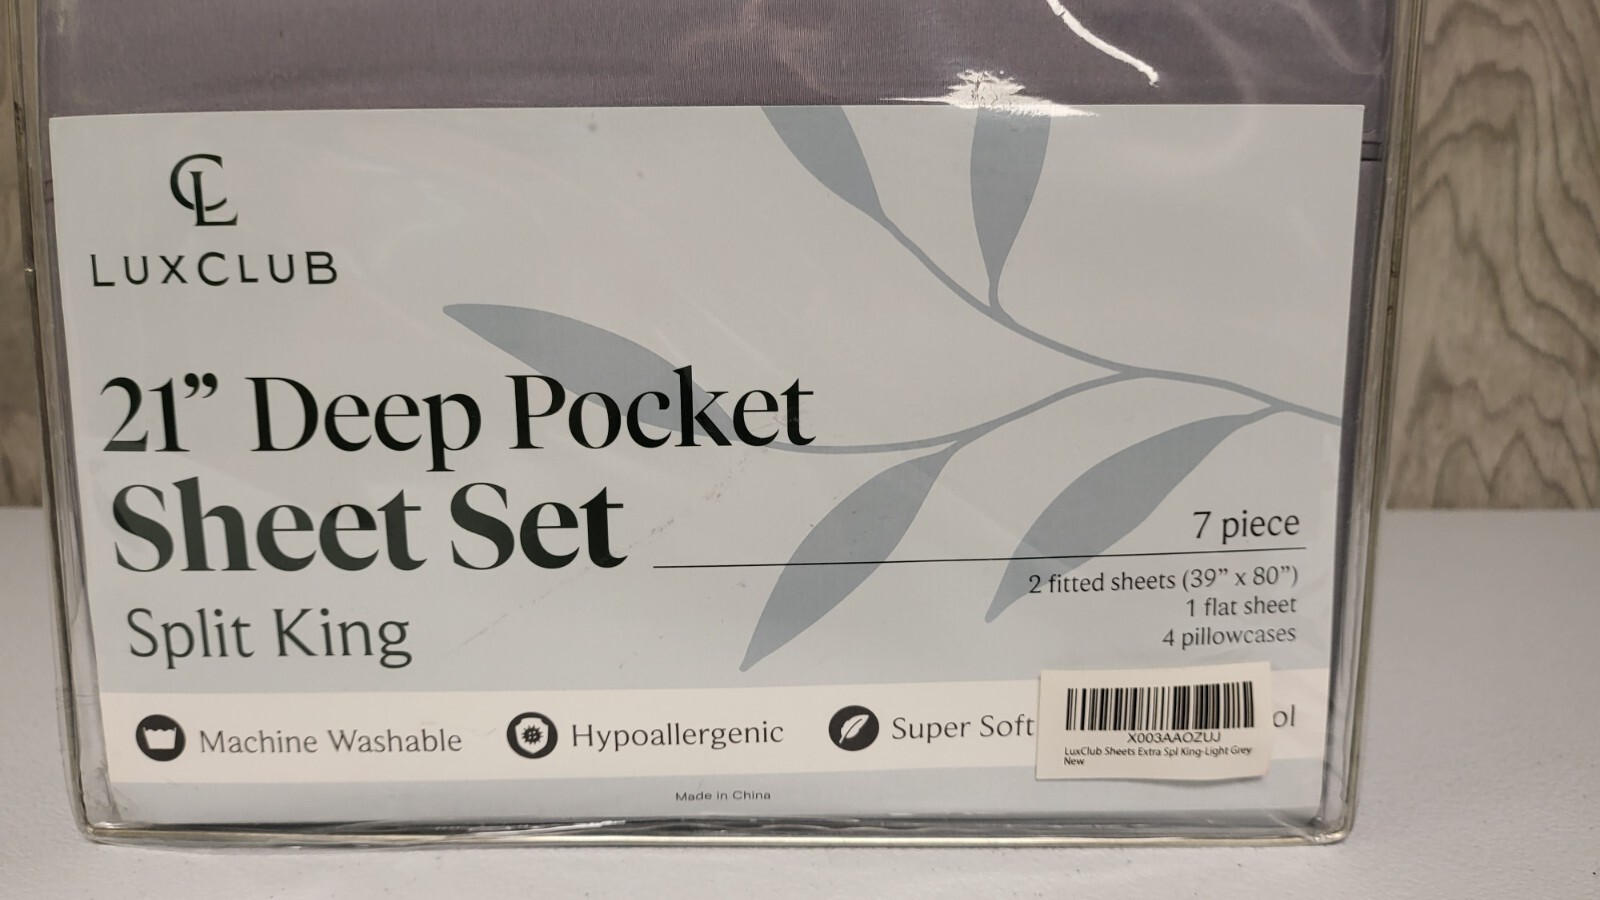 CL
LUXCLUB
21” Deep Pocket
Sheet Set
Split King
7 piece
2 fitted sheets (39” x 80”)
1 flat sheet
4 pillowcases
Machine Washable
Hypoallergenic
Super Soft
ol
X003AAOZUJ
LuxClub Sheets Extra Spl King-Light Grey
New
Made in China